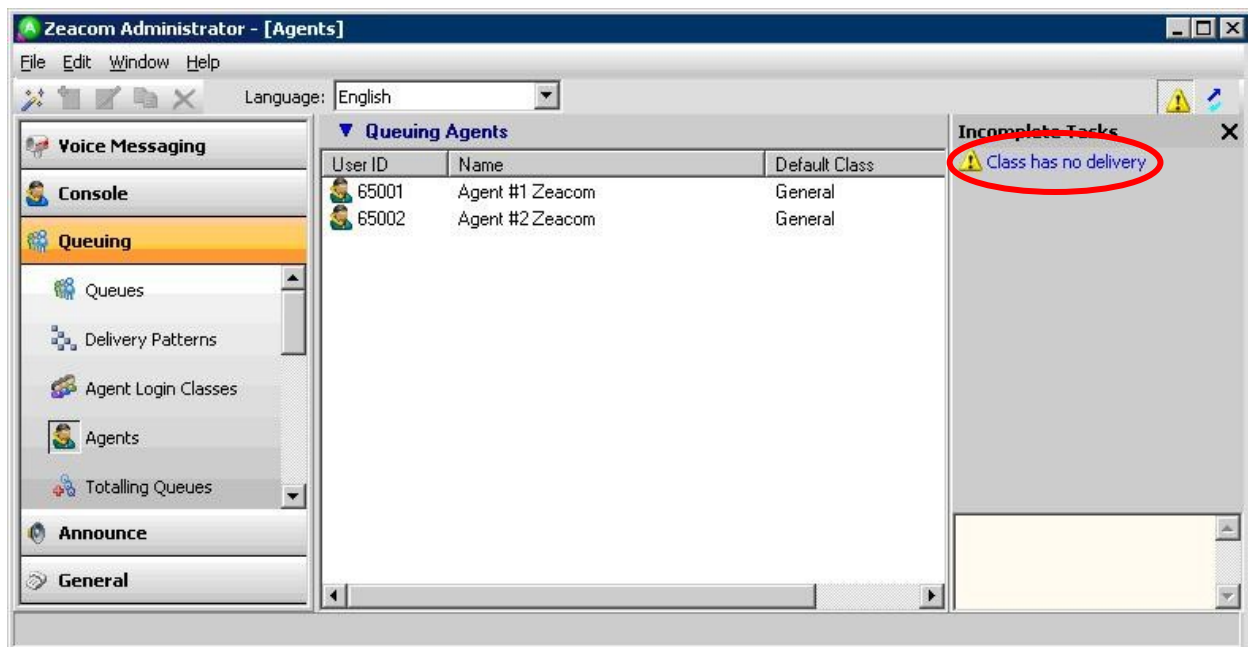 Zeacom Administrator - [Agents]
File Edit Window Help
Language: English
Voice Messaging
Console
Queuing
Queues
Delivery Patterns
Agent Login Classes
Agents
Totalling Queues
Announce
General
Queuing Agents
User ID Name Default Class
65001 Agent #1 Zeacom General
65002 Agent #2 Zeacom General
Incomplete Tasks
Class has no delivery